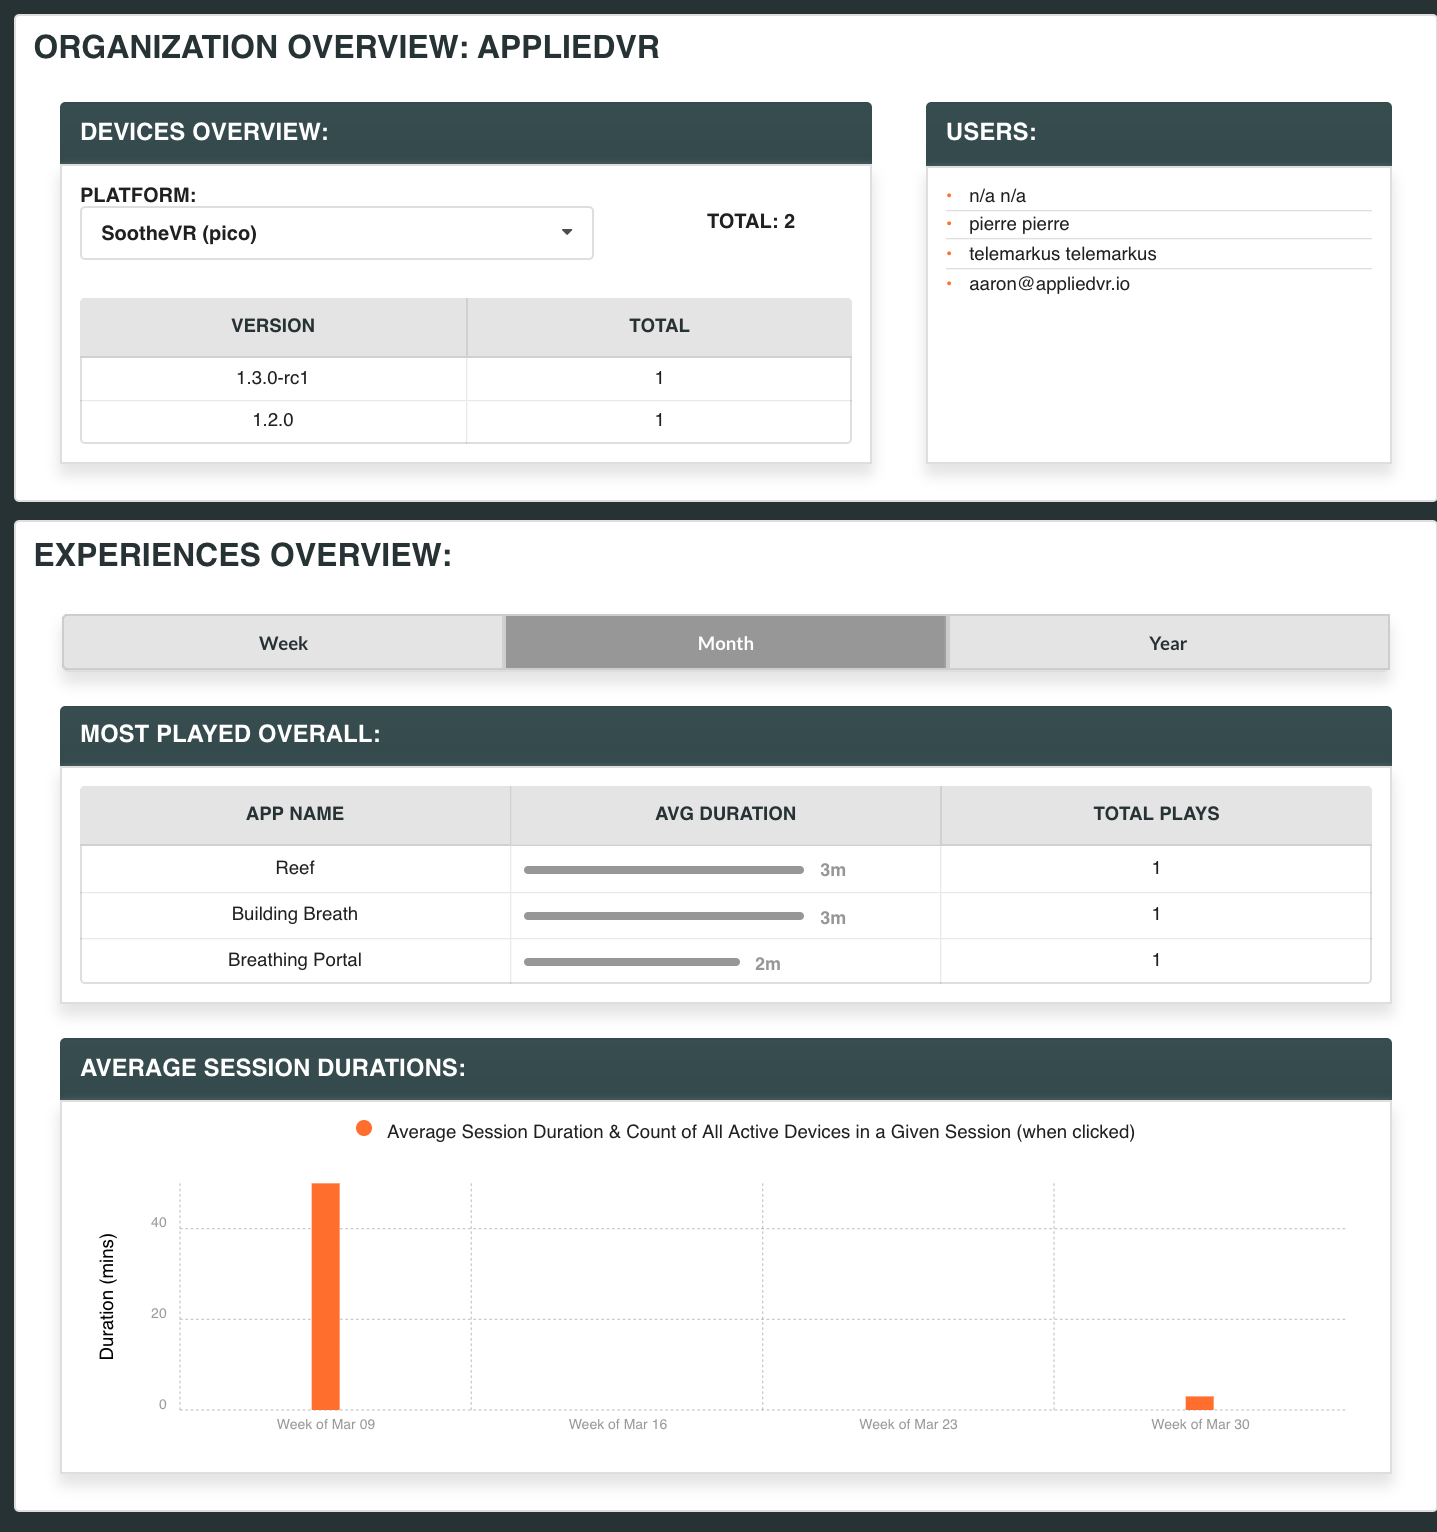 ORGANIZATION OVERVIEW: APPLIEDVR
DEVICES OVERVIEW:
PLATFORM:
SootheVR (pico)
TOTAL: 2
VERSION TOTAL
1.3.0-rc1 1
1.2.0 1
USERS:
n/a n/a
pierre pierre
telemarkus telemarkus
aaron@appliedvr.io
EXPERIENCES OVERVIEW:
Week Month Year
MOST PLAYED OVERALL:
APP NAME AVG DURATION TOTAL PLAYS
Reef 3m 1
Building Breath 3m 1
Breathing Portal 2m 1
AVERAGE SESSION DURATIONS:
Average Session Duration & Count of All Active Devices in a Given Session (when clicked)
Duration (mins)
40
20
0
Week of Mar 09 Week of Mar 16 Week of Mar 23 Week of Mar 30